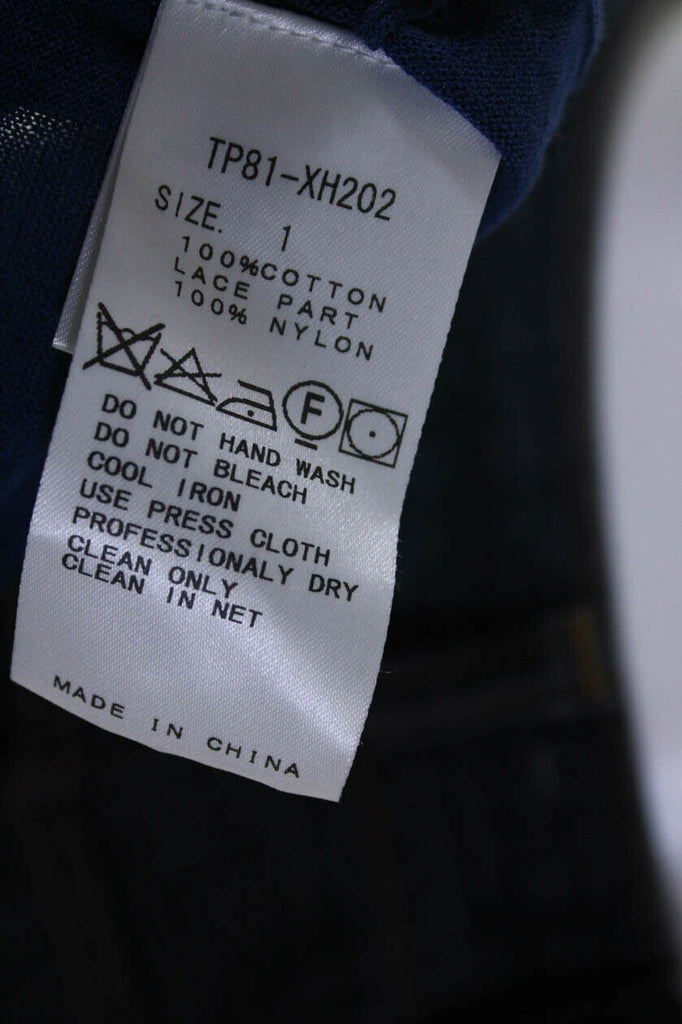 TP81-XH202
SIZE. 1
100%COTTON
LACE PART
100% NYLON
F
DO NOT HAND WASH
DO NOT BLEACH
COOL IRON
USE PRESS CLOTH
PROFESSIONALY DRY
CLEAN ONLY
CLEAN IN NET
MADE IN CHINA